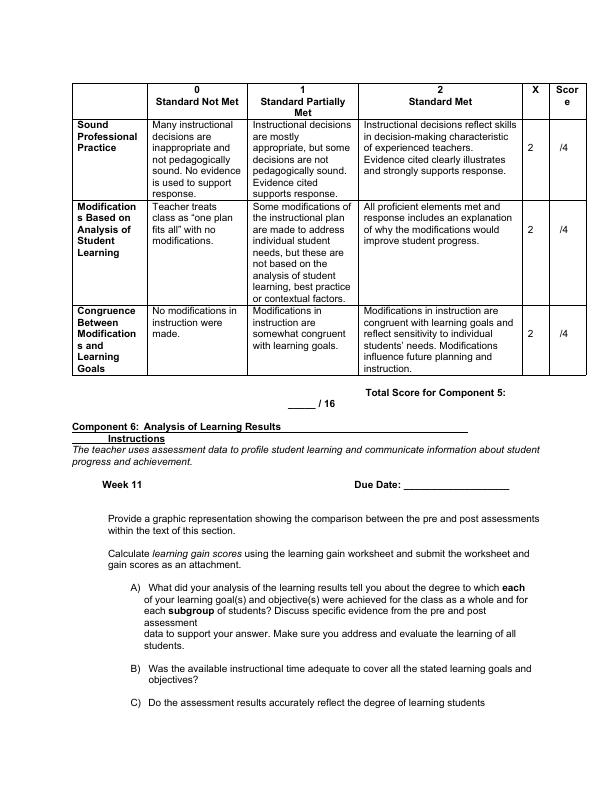 0
Standard Not Met
1
Standard Partially
Met
2
Standard Met
X
Scor
e
Sound
Professional
Practice
Many instructional
decisions are
inappropriate and
not pedagogically
sound. No evidence
is used to support
response.
Instructional decisions
are mostly
appropriate, but some
decisions are not
pedagogically sound.
Evidence cited
supports response.
Instructional decisions reflect skills
in decision-making characteristic
of experienced teachers.
Evidence cited clearly illustrates
and strongly supports response.
2
/4
Modification
s Based on
Analysis of
Student
Learning
Teacher treats
class as “one plan
fits all” with no
modifications.
Some modifications of
the instructional plan
are made to address
individual student
needs, but these are
not based on the
analysis of student
learning, best practice
or contextual factors.
All proficient elements met and
response includes an explanation
of why the modifications would
improve student progress.
2
/4
Congruence
Between
Modification
s and
Learning
Goals
No modifications in
instruction were
made.
Modifications in
instruction are
somewhat congruent
with learning goals.
Modifications in instruction are
congruent with learning goals and
reflect sensitivity to individual
students’ needs. Modifications
influence future planning and
instruction.
2
/4
Total Score for Component 5:
_____ / 16
Component 6: Analysis of Learning Results
Instructions
The teacher uses assessment data to profile student learning and communicate information about student
progress and achievement.
Week 11 Due Date: ___________________
Provide a graphic representation showing the comparison between the pre and post assessments
within the text of this section.
Calculate learning gain scores using the learning gain worksheet and submit the worksheet and
gain scores as an attachment.
A) What did your analysis of the learning results tell you about the degree to which each
of your learning goal(s) and objective(s) were achieved for the class as a whole and for
each subgroup of students? Discuss specific evidence from the pre and post
assessment
data to support your answer. Make sure you address and evaluate the learning of all
students.
B) Was the available instructional time adequate to cover all the stated learning goals and
objectives?
C) Do the assessment results accurately reflect the degree of learning students